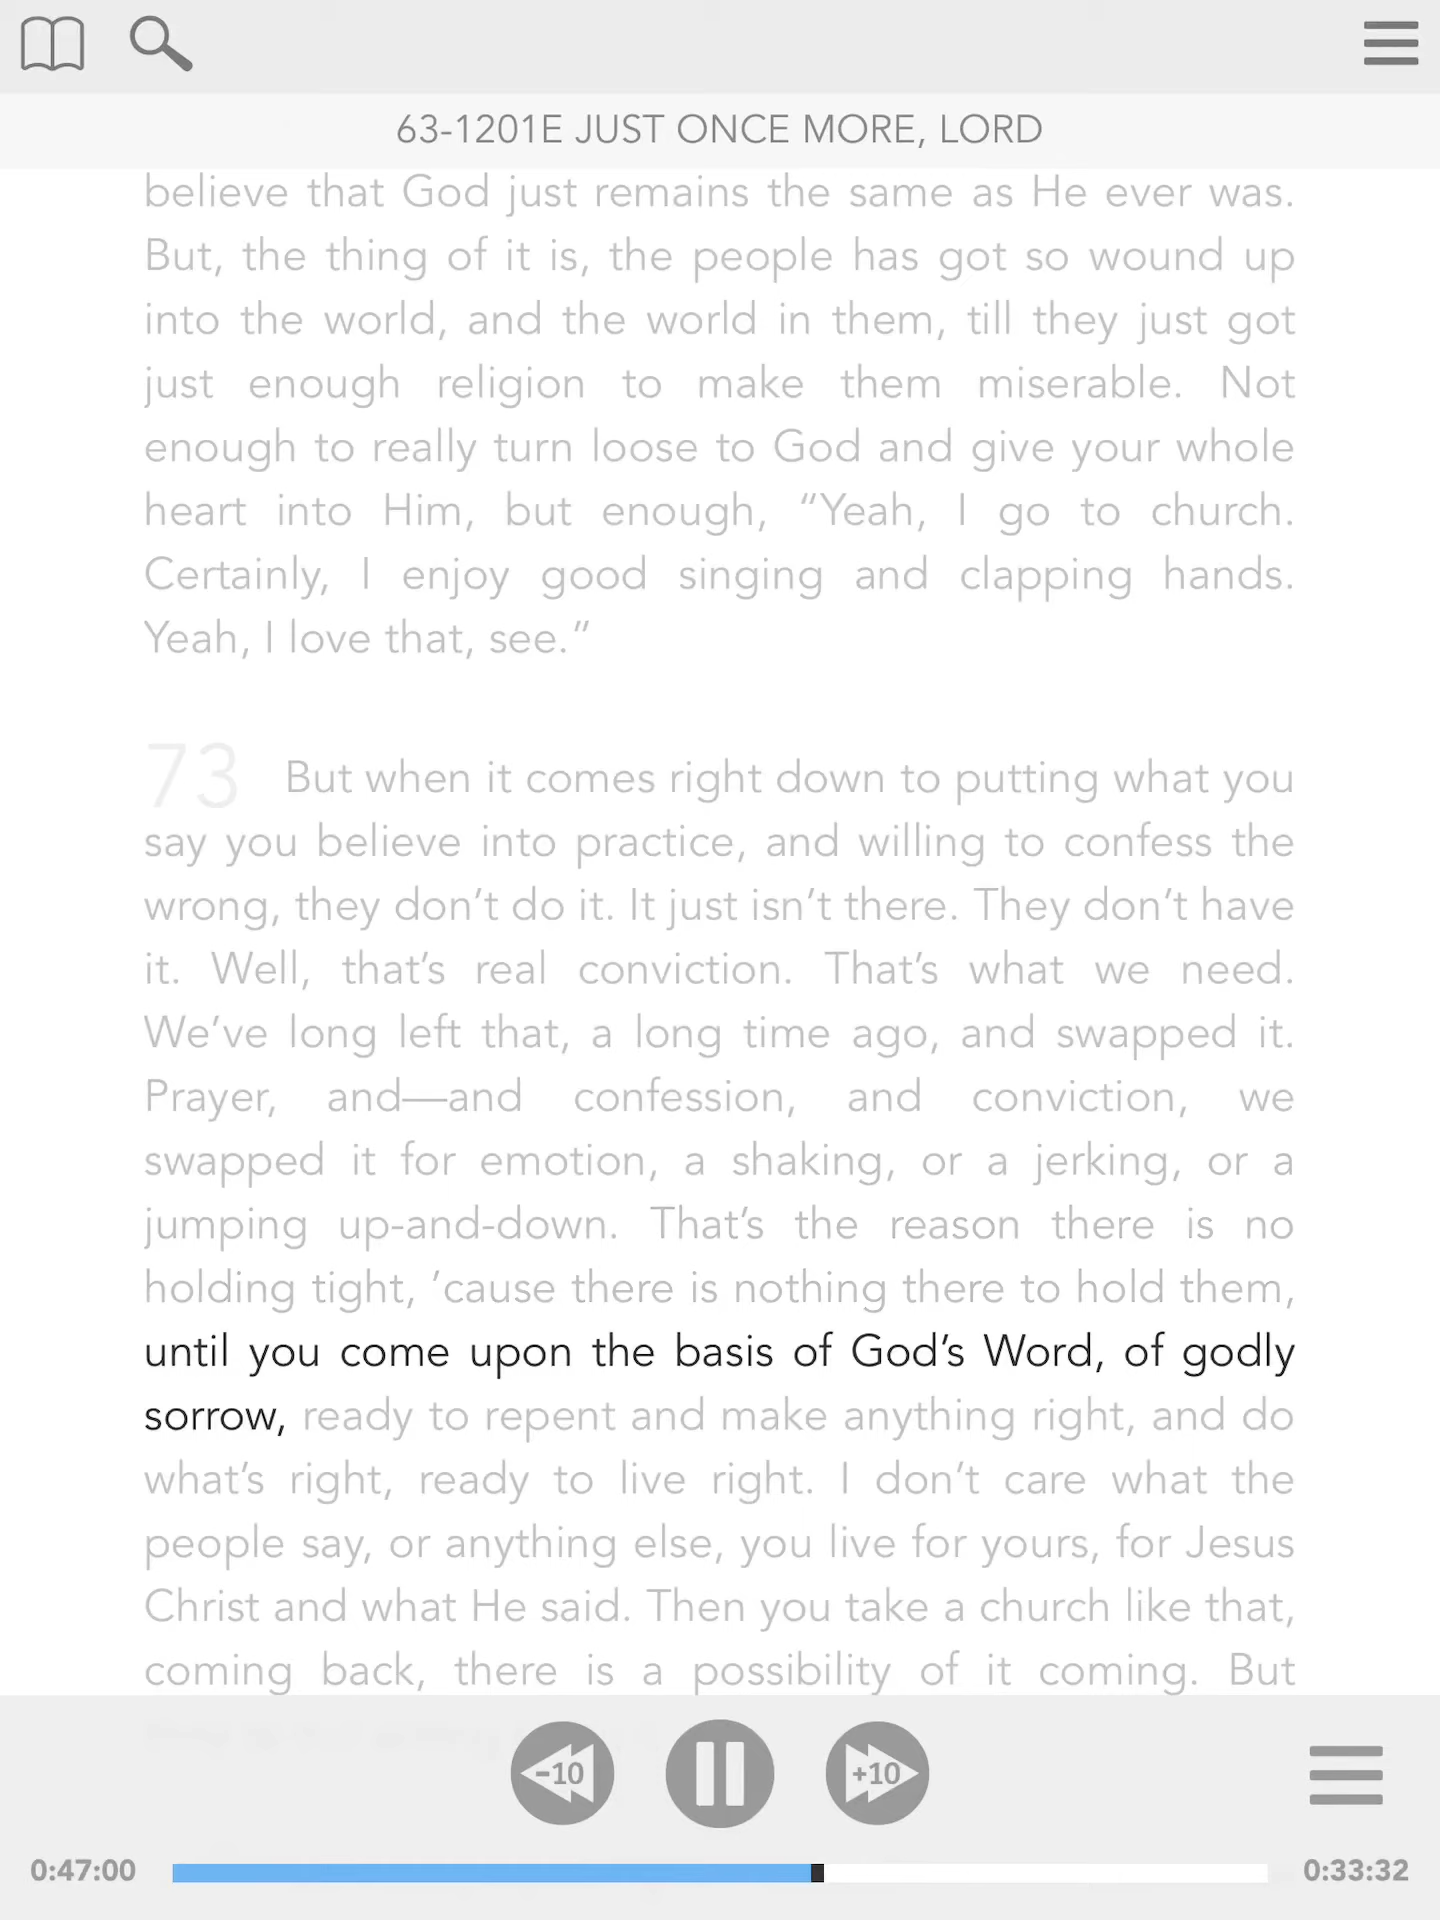 63-1201E JUST ONCE MORE, LORD
believe that God just remains the same as He ever was.
But, the thing of it is, the people has got so wound up
into the world, and the world in them, till they just got
just enough religion to make them miserable. Not
enough to really turn loose to God and give your whole
heart into Him, but enough, “Yeah, I go to church.
Certainly, I enjoy good singing and clapping hands.
Yeah, I love that, see.”
73 But when it comes right down to putting what you
say you believe into practice, and willing to confess the
wrong, they don’t do it. It just isn’t there. They don’t have
it. Well, that’s real conviction. That’s what we need.
We’ve long left that, a long time ago, and swapped it.
Prayer, and—and confession, and conviction, we
swapped it for emotion, a shaking, or a jerking, or a
jumping up-and-down. That’s the reason there is no
holding tight, ’cause there is nothing there to hold them,
until you come upon the basis of God’s Word, of godly
sorrow, ready to repent and make anything right, and do
what’s right, ready to live right. I don’t care what the
people say, or anything else, you live for yours, for Jesus
Christ and what He said. Then you take a church like that,
coming back, there is a possibility of it coming. But
-10 +10
0:47:00 0:33:32